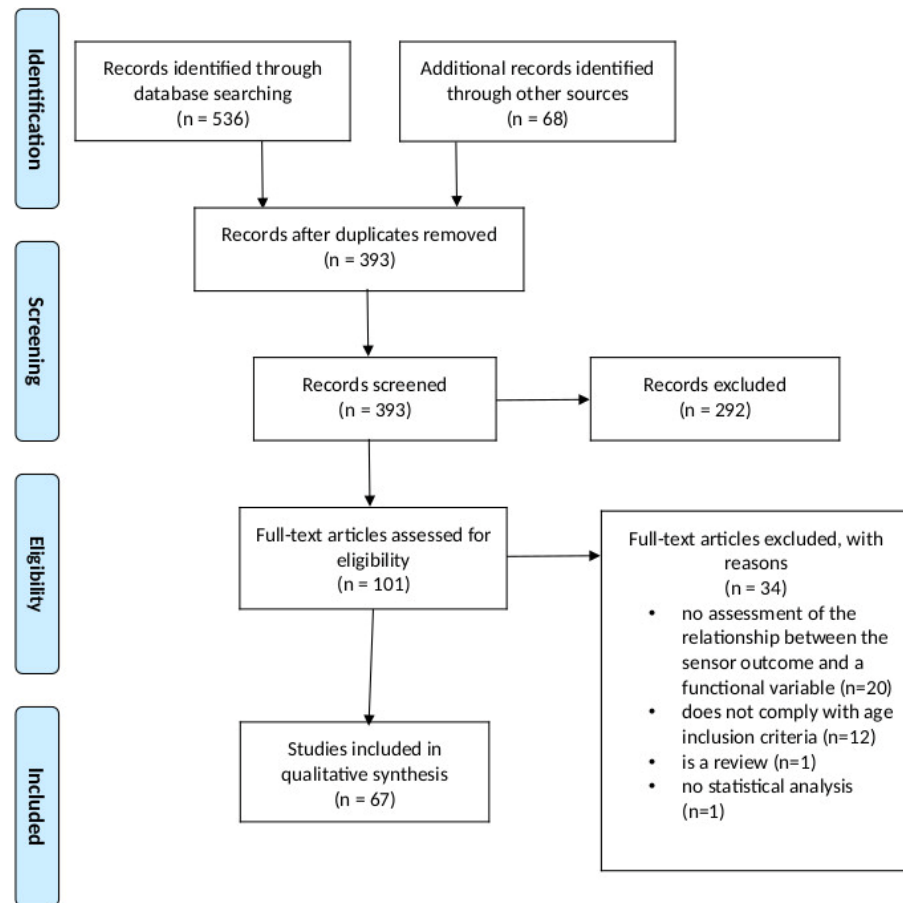 Identification
Records identified through
database searching
(n = 536)
Additional records identified
through other sources
(n = 68)
Records after duplicates removed
(n = 393)
Screening
Records screened
(n = 393)
Records excluded
(n = 292)
Eligibility
Full-text articles assessed for
eligibility
(n = 101)
Full-text articles excluded, with
reasons
(n = 34)
• no assessment of the
relationship between the
sensor outcome and a
functional variable (n=20)
• does not comply with age
inclusion criteria (n=12)
• is a review (n=1)
• no statistical analysis
(n=1)
Included
Studies included in
qualitative synthesis
(n = 67)